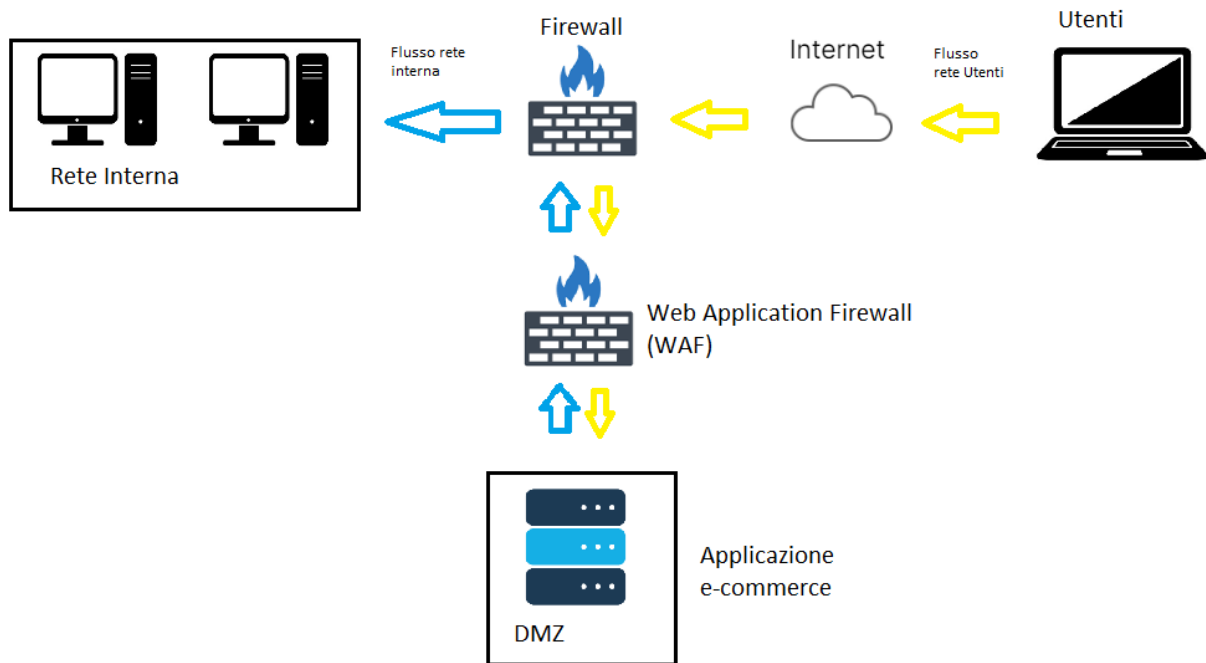 Utenti
Firewall
Internet
Flusso rete
interna
Flusso
rete Utenti
Rete Interna
Web Application Firewall
(WAF)
Applicazione
e-commerce
DMZ